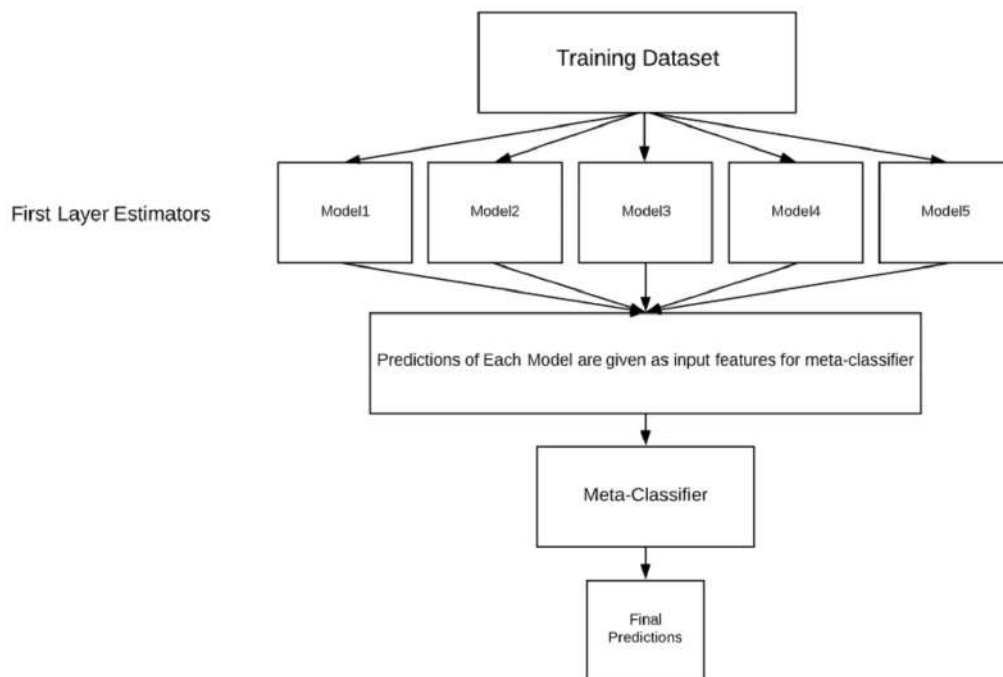 Training Dataset
First Layer Estimators
Model1
Model2
Model3
Model4
Model5
Predictions of Each Model are given as input features for meta-classifier
Meta-Classifier
Final
Predictions